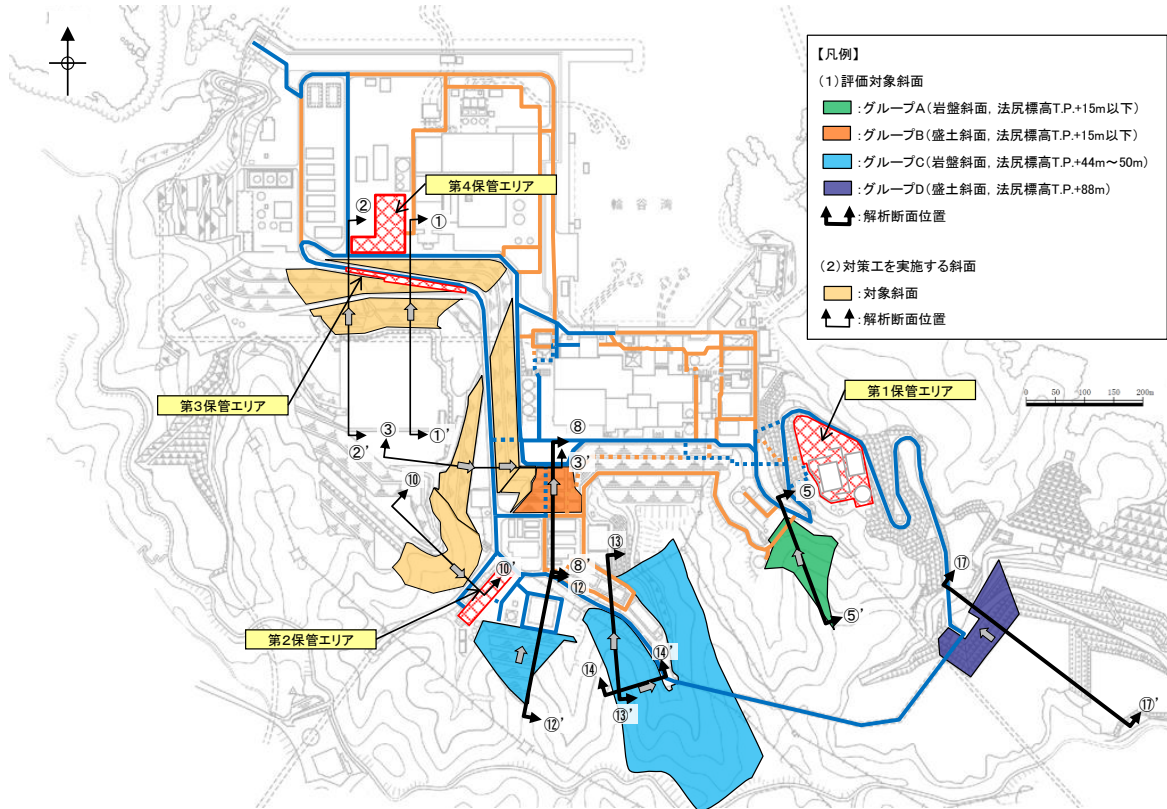 【凡例】
(1)評価対象斜面
:グループA(岩盤斜面,法尻標高T.P.+15m以下)
:グループB(盛土斜面,法尻標高T.P.+15m以下)
:グループC(岩盤斜面,法尻標高T.P.+44m～50m)
:グループD(盛土斜面,法尻標高T.P.+88m)
:解析断面位置
(2)対策工を実施する斜面
:対象斜面
:解析断面位置
第4保管エリア
②
①
輪谷湾
第1保管エリア
0 50 100 150 200m
第3保管エリア
③
②'
①'
⑧
③'
⑩
⑤
⑬
⑧'
⑫
⑩'
⑰
第2保管エリア
⑤'
⑭
⑭'
⑬'
⑫'
⑰'